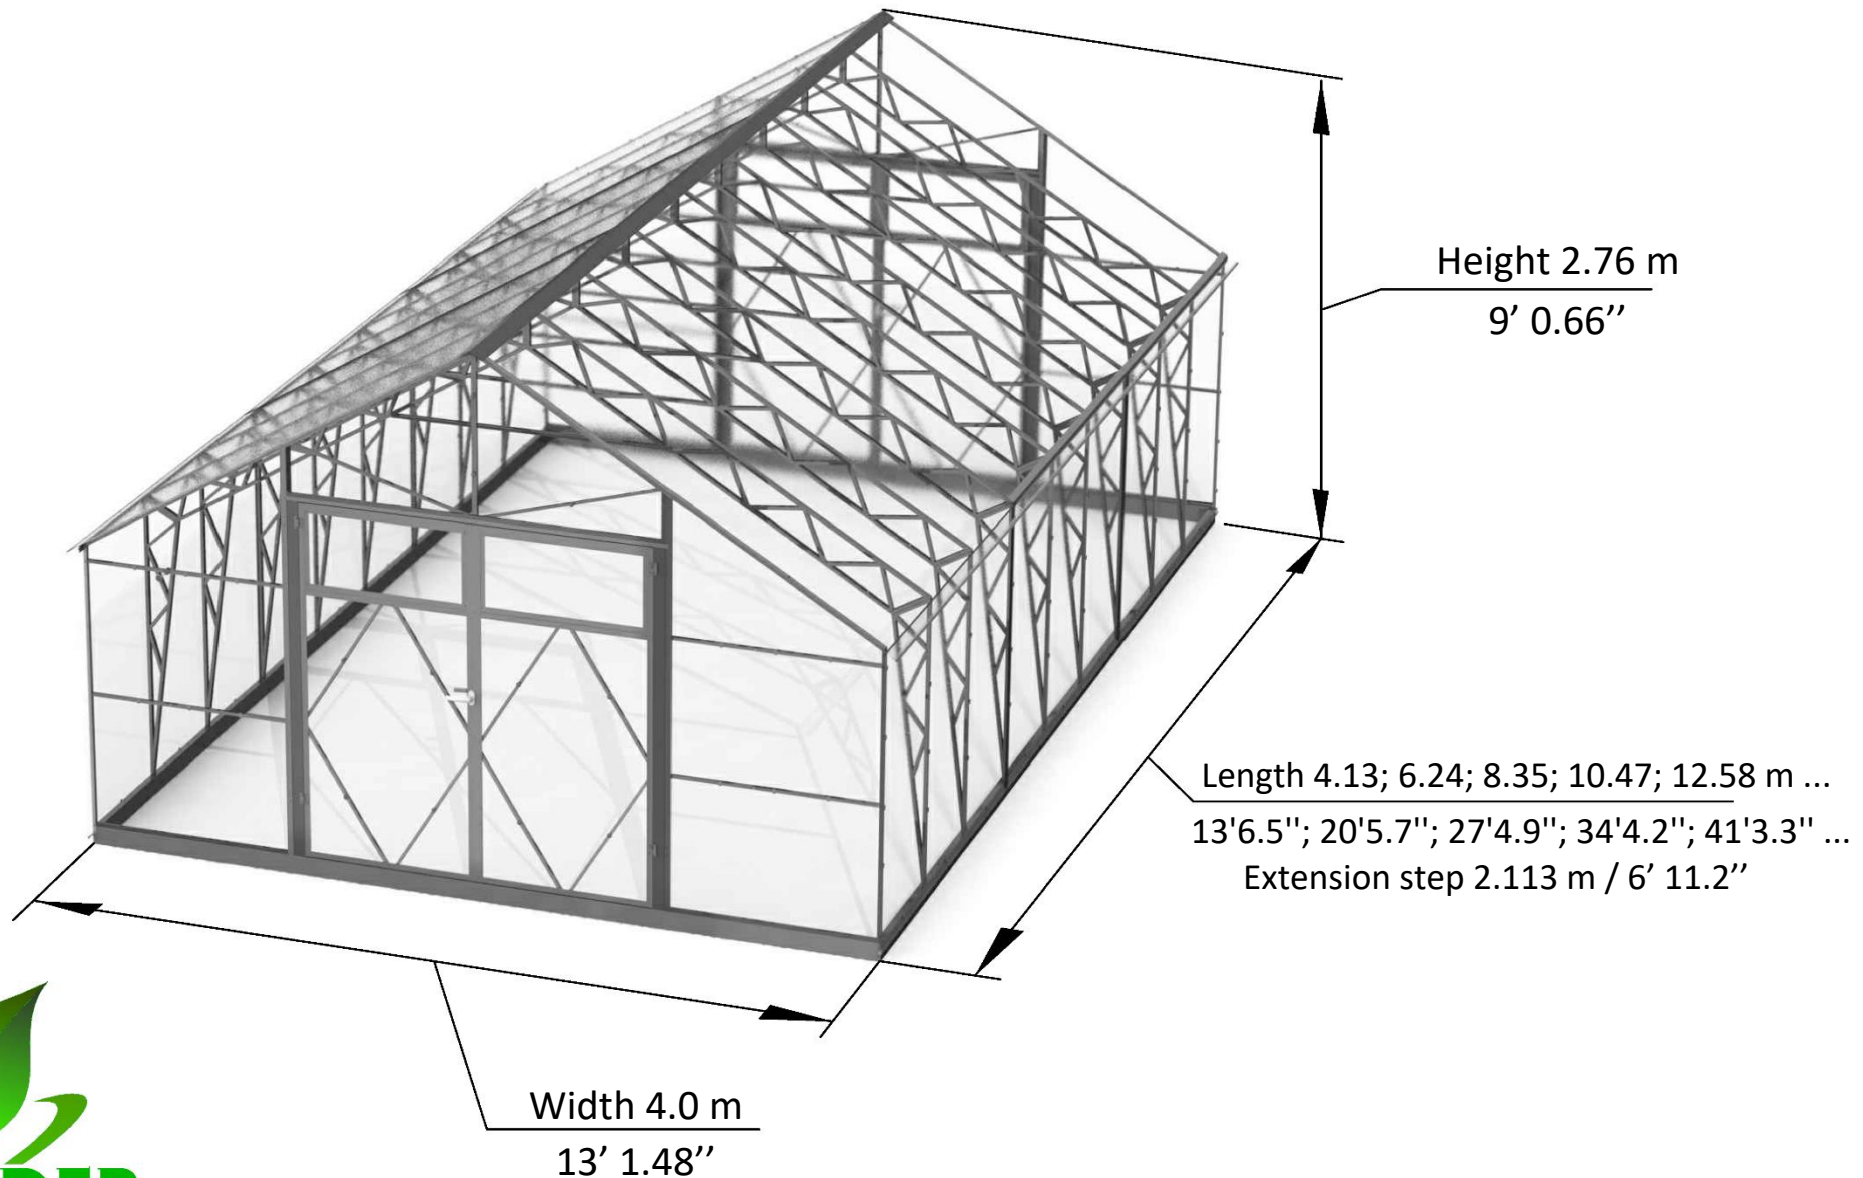 Height 2.76 m
9’ 0.66’’
Length 4.13; 6.24; 8.35; 10.47; 12.58 m ...
13'6.5''; 20'5.7''; 27'4.9''; 34'4.2''; 41'3.3'' ...
Extension step 2.113 m / 6’ 11.2’’
Width 4.0 m
13’ 1.48’’